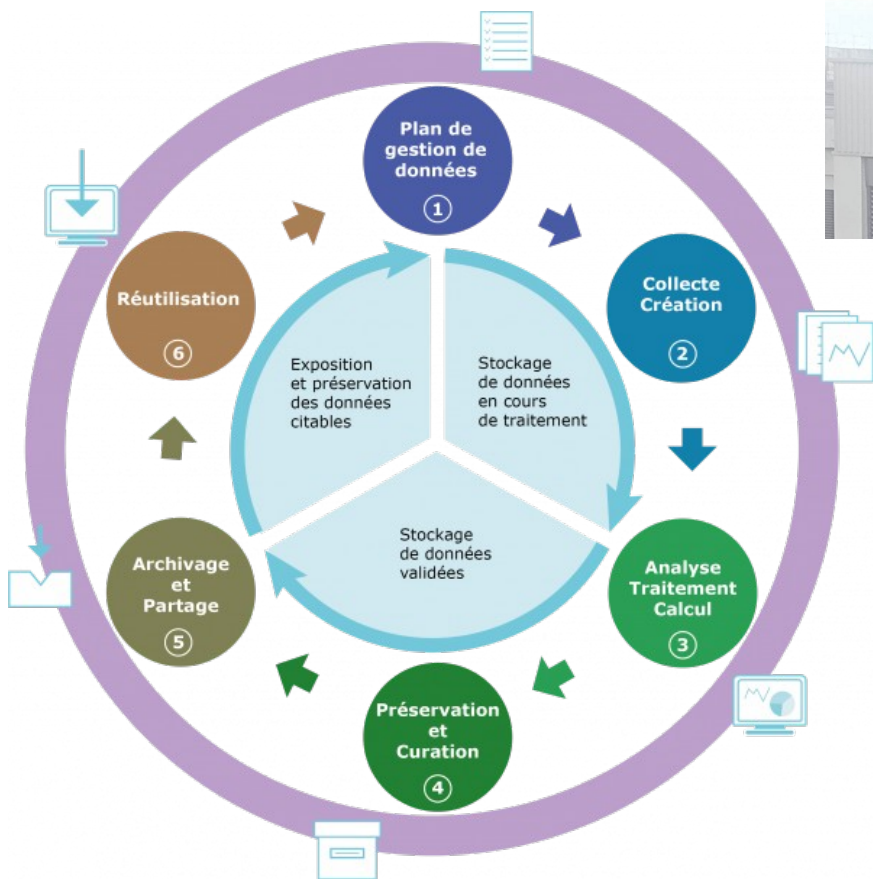 Plan de
gestion de
données
1
Collecte
Création
2
Analyse
Traitement
Calcul
3
Préservation
et
Curation
4
Archivage
et
Partage
5
Réutilisation
6
Exposition
et préservation
des données
citables
Stockage
de données
en cours
de traitement
Stockage
de données
validées